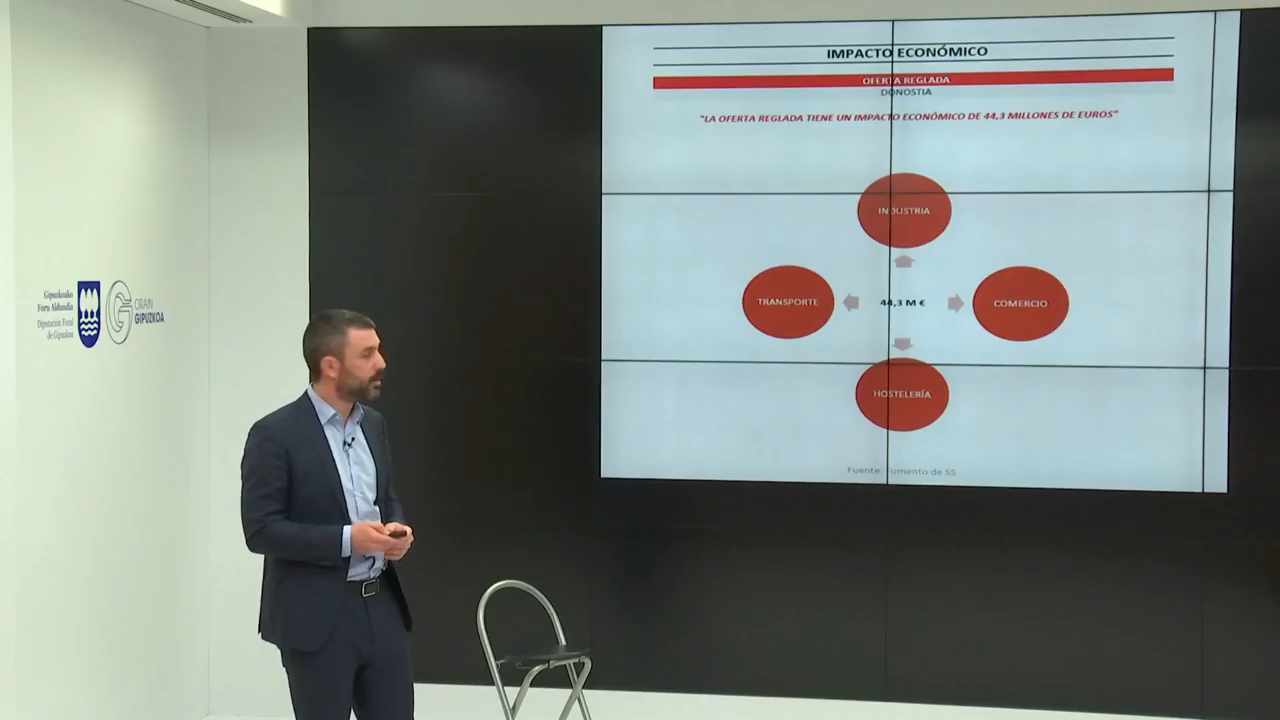 Gipuzkoako
Foru Aldundia
Diputación Foral
de Gipuzkoa
ORAIN
GIPUZKOA
IMPACTO ECONÓMICO
OFERTA REGLADA
DONOSTIA
"LA OFERTA REGLADA TIENE UN IMPACTO ECONÓMICO DE 44,3 MILLONES DE EUROS"
INDUSTRIA
TRANSPORTE
44,3 M €
COMERCIO
HOSTELERÍA
Fuente: Fomento de SS